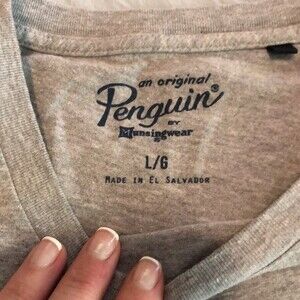 an original
Penguin®
BY
Munsingwear
L/G
MADE IN EL SALVADOR